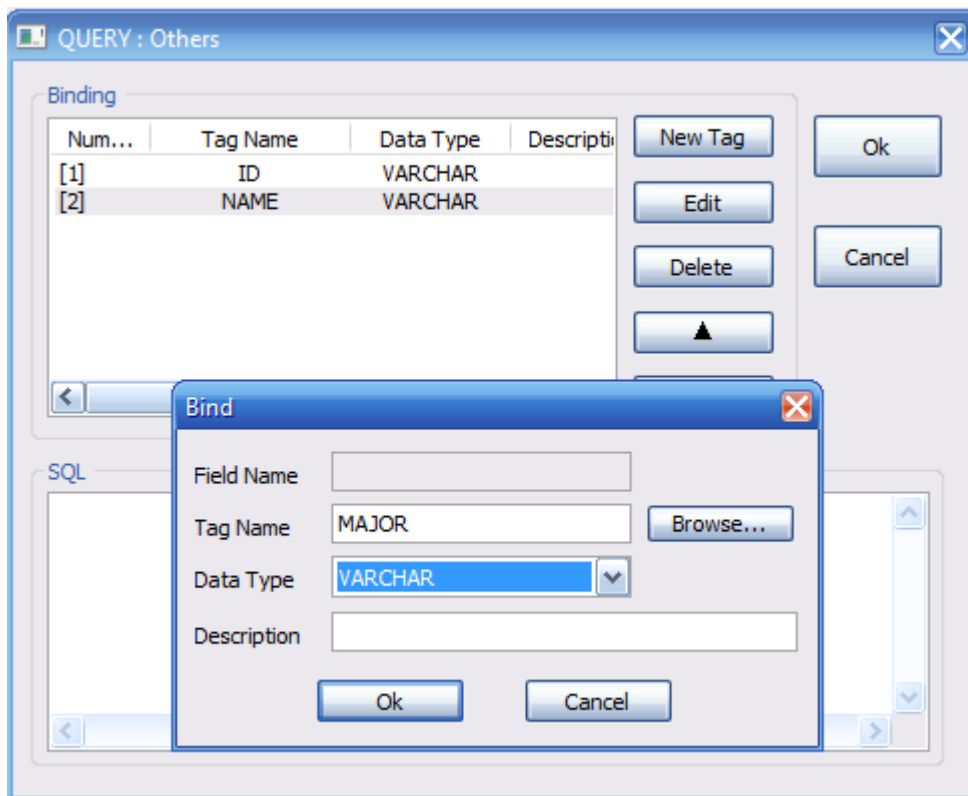 QUERY : Others
Binding
Num... Tag Name Data Type Descripti
[1] ID VARCHAR
[2] NAME VARCHAR
New Tag
Edit
Delete
Ok
Cancel
SQL
Bind
Field Name
Tag Name MAJOR Browse...
Data Type VARCHAR
Description
Ok Cancel